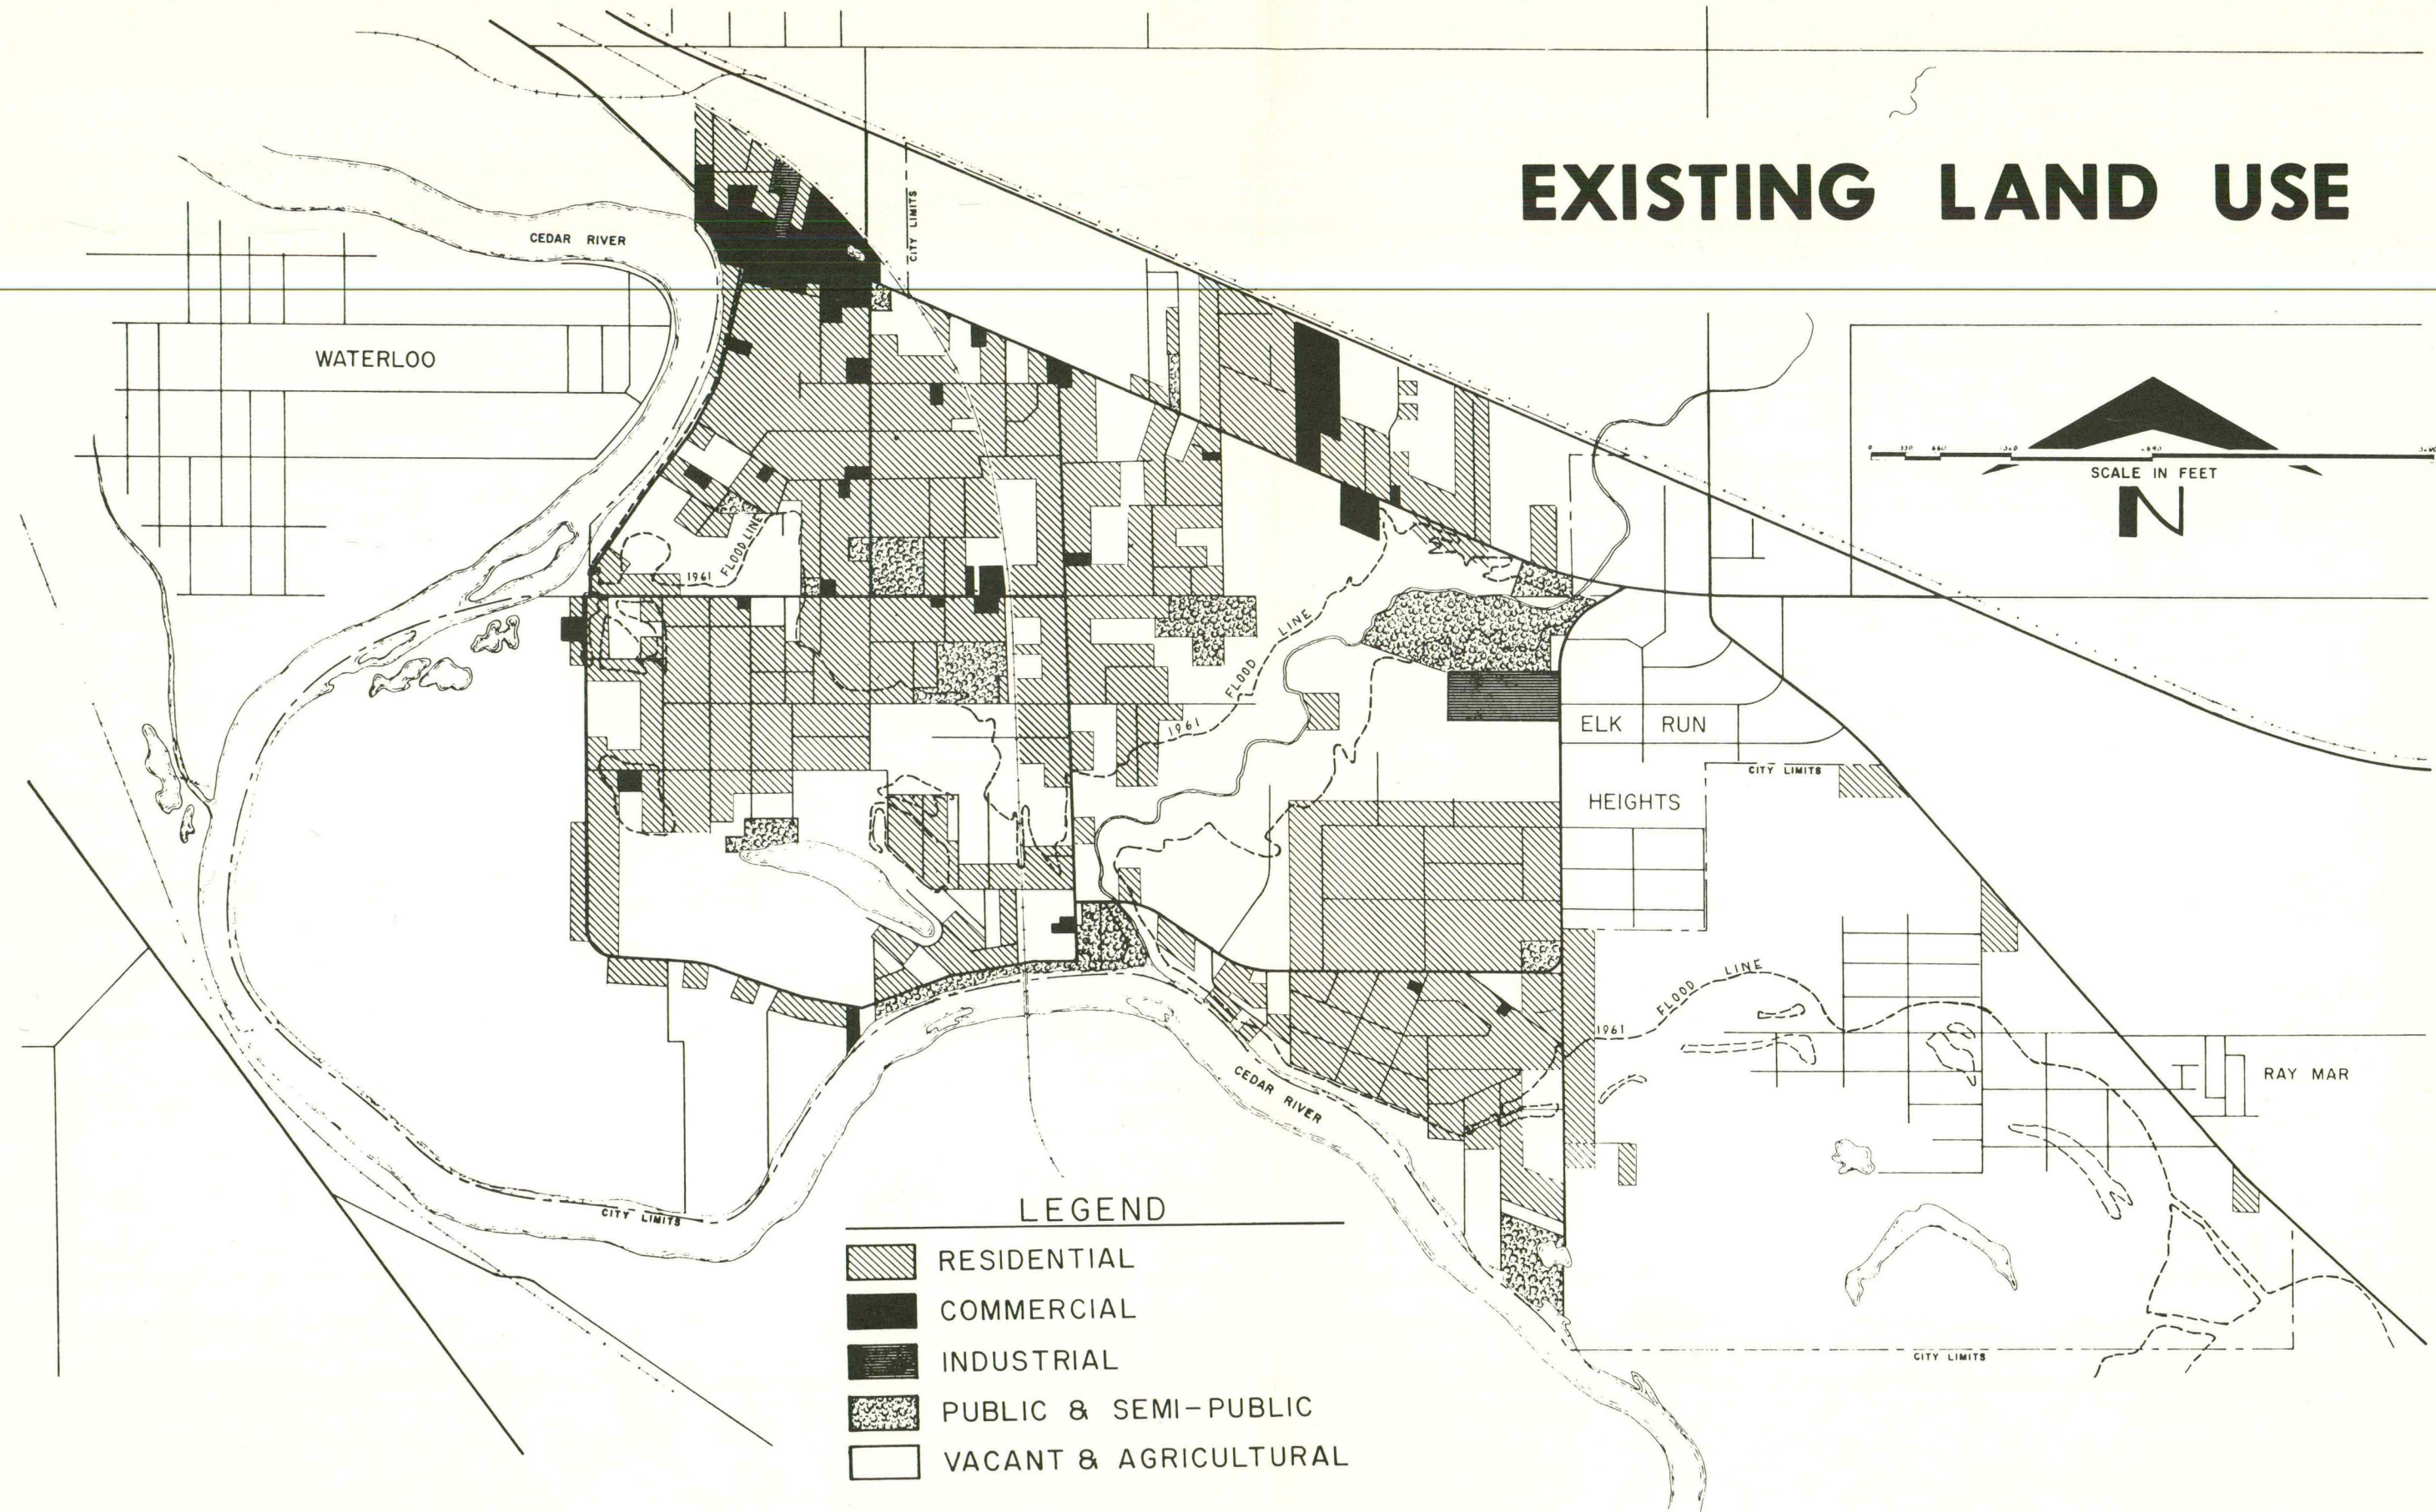 EXISTING LAND USE
CITY LIMITS
CEDAR RIVER
WATERLOO
SCALE IN FEET
N
1961 FLOOD LINE
1961 FLOOD LINE
ELK RUN
HEIGHTS
CITY LIMITS
1961 FLOOD LINE
RAY MAR
CEDAR RIVER
CITY LIMITS
CITY LIMITS
LEGEND
RESIDENTIAL
COMMERCIAL
INDUSTRIAL
PUBLIC & SEMI-PUBLIC
VACANT & AGRICULTURAL